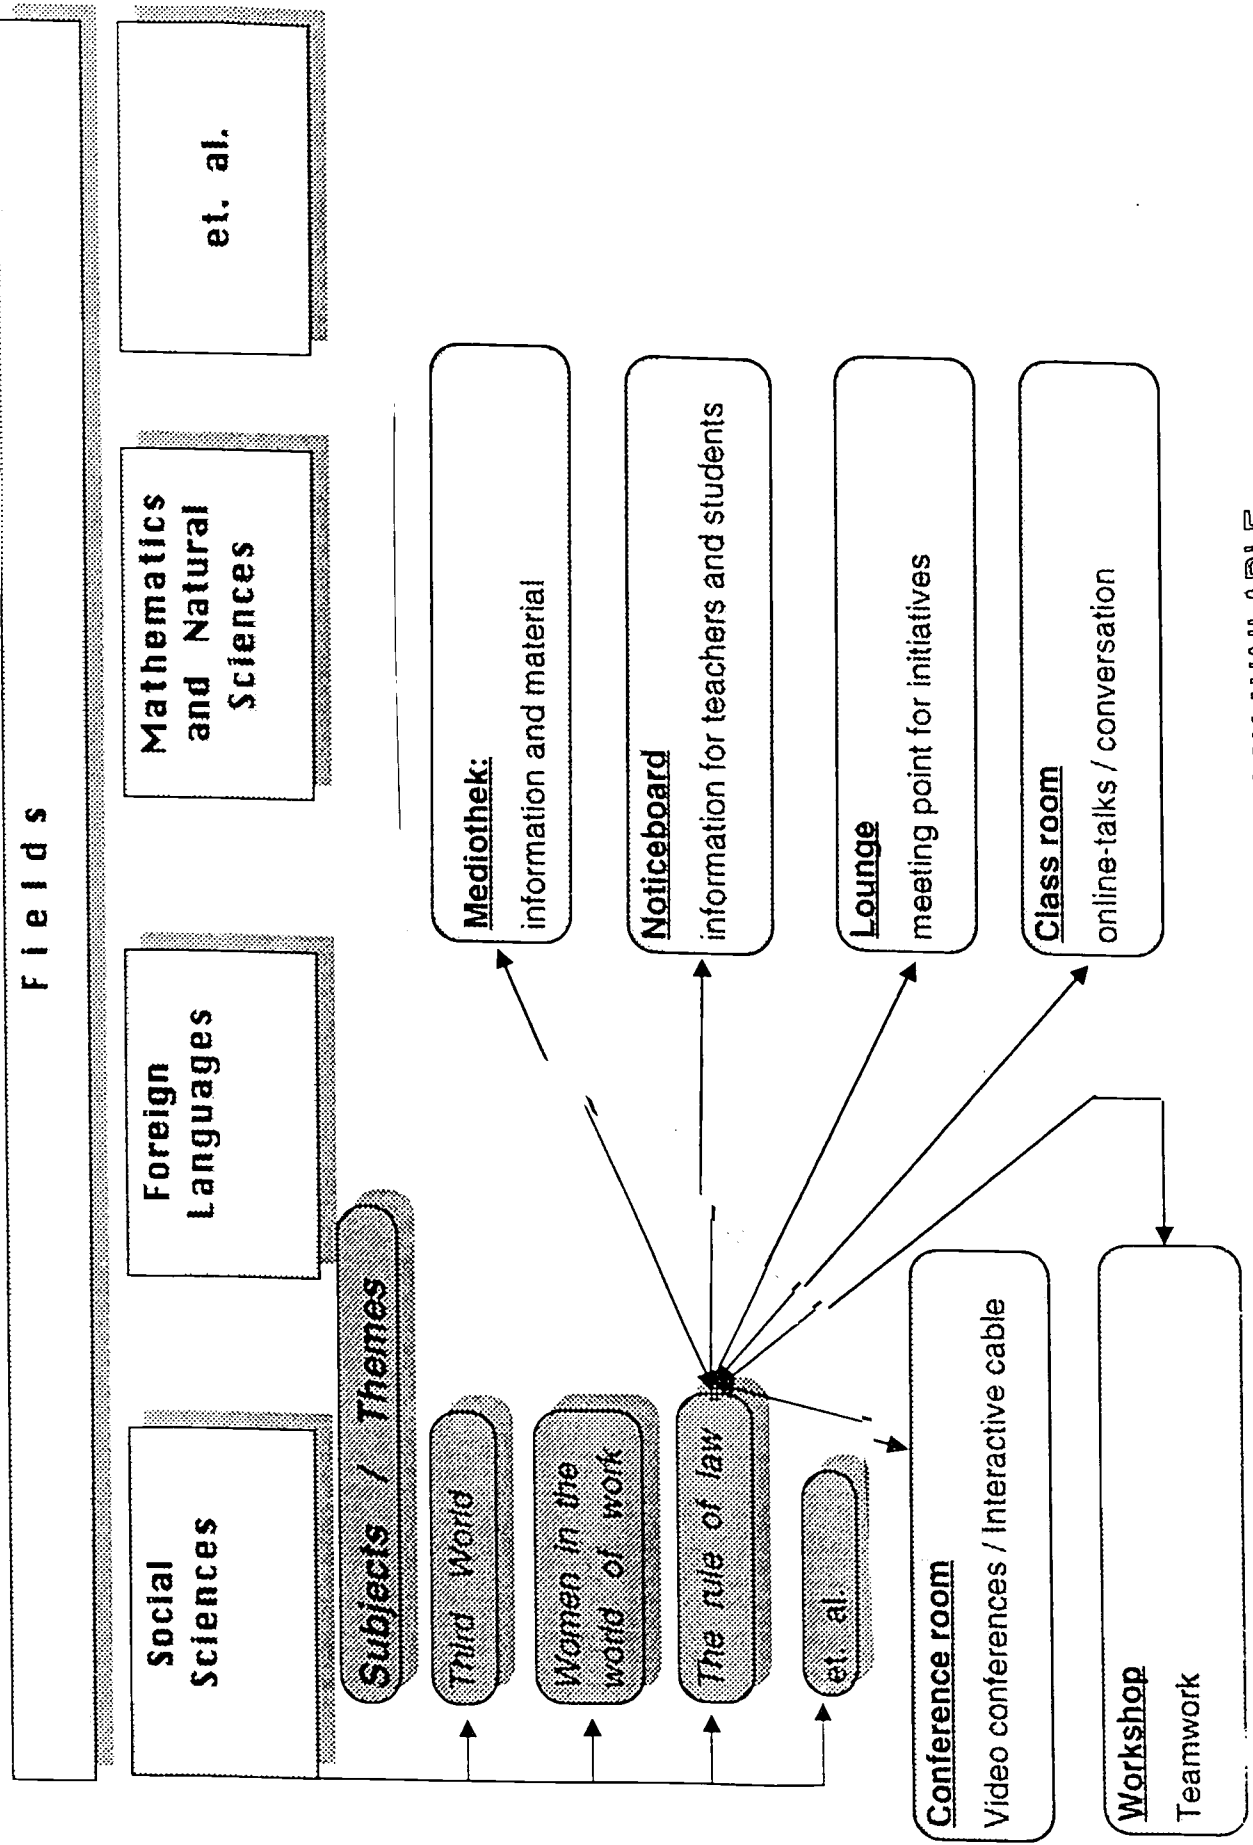 Fields
Social
Sciences
Foreign
Languages
Mathematics
and Natural
Sciences
et. al.
Subjects / Themes
Third World
Women in the
world of work
The rule of law
et. al.
Mediothek:
information and material
Noticeboard
information for teachers and students
Lounge
meeting point for initiatives
Class room
online-talks / conversation
Conference room
Video conferences / Interactive cable
Workshop
Teamwork